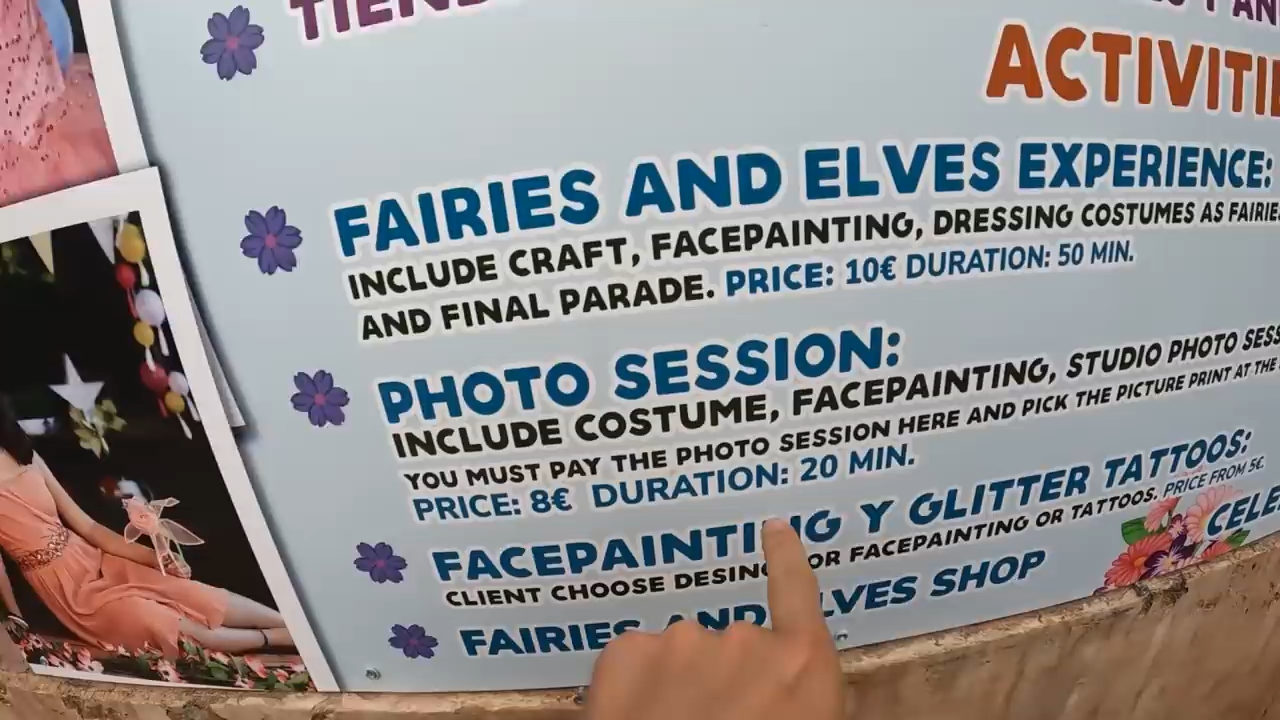 ACTIVITI
FAIRIES AND ELVES EXPERIENCE:
INCLUDE CRAFT, FACEPAINTING, DRESSING COSTUMES AS FAIRIE
AND FINAL PARADE. PRICE: 10€ DURATION: 50 MIN.
PHOTO SESSION:
INCLUDE COSTUME, FACEPAINTING, STUDIO PHOTO SESS
YOU MUST PAY THE PHOTO SESSION HERE AND PICK THE PICTURE PRINT AT THE
PRICE: 8€ DURATION: 20 MIN.
FACEPAINTING Y GLITTER TATTOOS:
CLIENT CHOOSE DESING OR FACEPAINTING OR TATTOOS. PRICE FROM 5€
CELE
FAIRIES AND ELVES SHOP